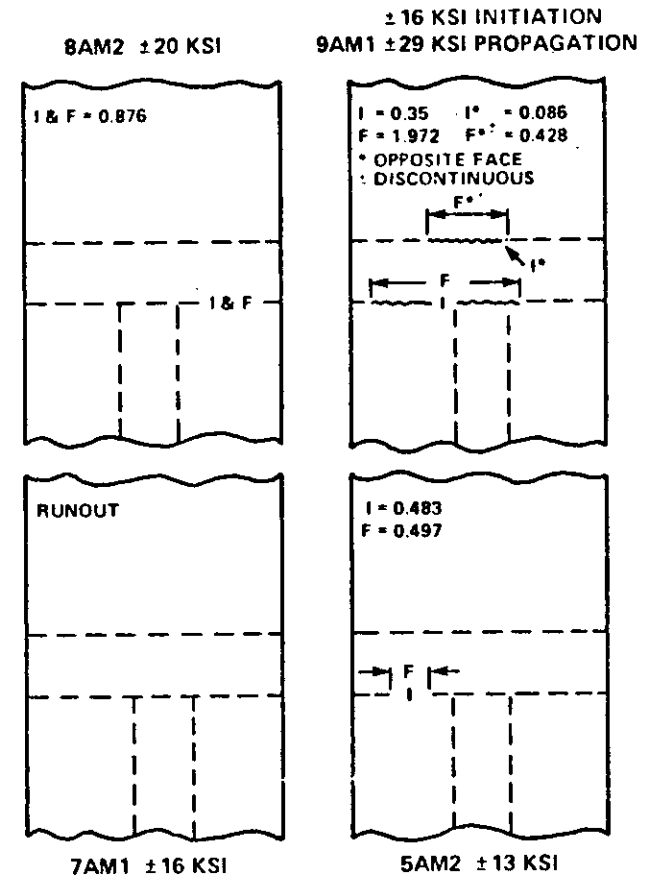 8AM2 ±20 KSI
I & F = 0.876
I & F
± 16 KSI INITIATION
9AM1 ±29 KSI PROPAGATION
I = 0.35 I* = 0.086
F = 1.972 F*⁺ = 0.428
* OPPOSITE FACE
⁺ DISCONTINUOUS
F*⁺
I*
F
I
RUNOUT
7AM1 ±16 KSI
I = 0.483
F = 0.497
F
I
5AM2 ±13 KSI